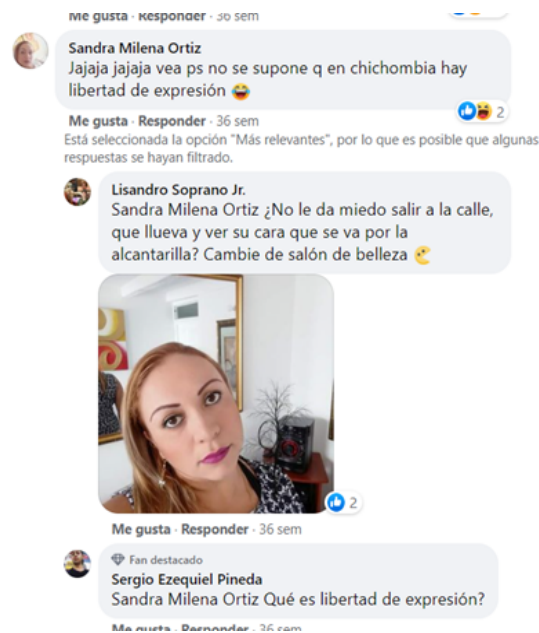 Me gusta · Responder · 36 sem
Sandra Milena Ortiz
Jajaja jajaja vea ps no se supone q en chichombia hay
libertad de expresión 😂
2
Me gusta · Responder · 36 sem
Está seleccionada la opción "Más relevantes", por lo que es posible que algunas
respuestas se hayan filtrado.
Lisandro Soprano Jr.
Sandra Milena Ortiz ¿No le da miedo salir a la calle,
que llueva y ver su cara que se va por la
alcantarilla? Cambie de salón de belleza
2
Me gusta · Responder · 36 sem
Fan destacado
Sergio Ezequiel Pineda
Sandra Milena Ortiz Qué es libertad de expresión?
Me gusta · Responder · 36 sem